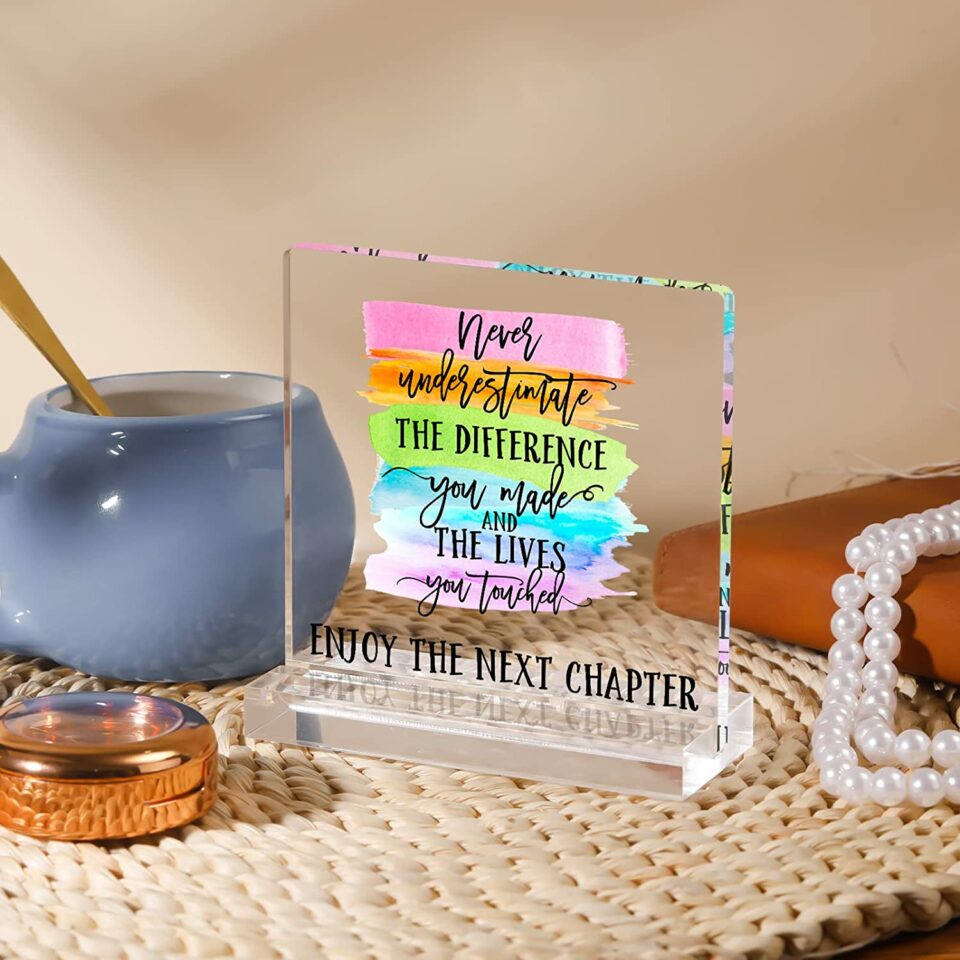 Never
underestimate
THE DIFFERENCE
you made
AND
THE LIVES
you touched
ENJOY THE NEXT CHAPTER